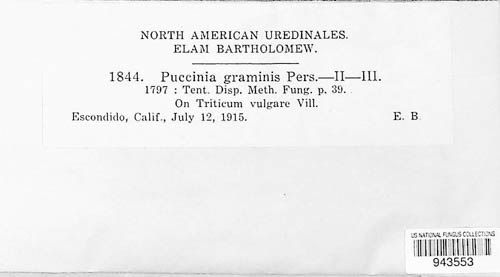 NORTH AMERICAN UREDINALES.
ELAM BARTHOLOMEW.
1844. Puccinia graminis Pers.—II—III.
1797 : Tent. Disp. Meth. Fung. p. 39.
On Triticum vulgare Vill.
Escondido, Calif., July 12, 1915. E. B
US NATIONAL FUNGUS COLLECTIONS
943553